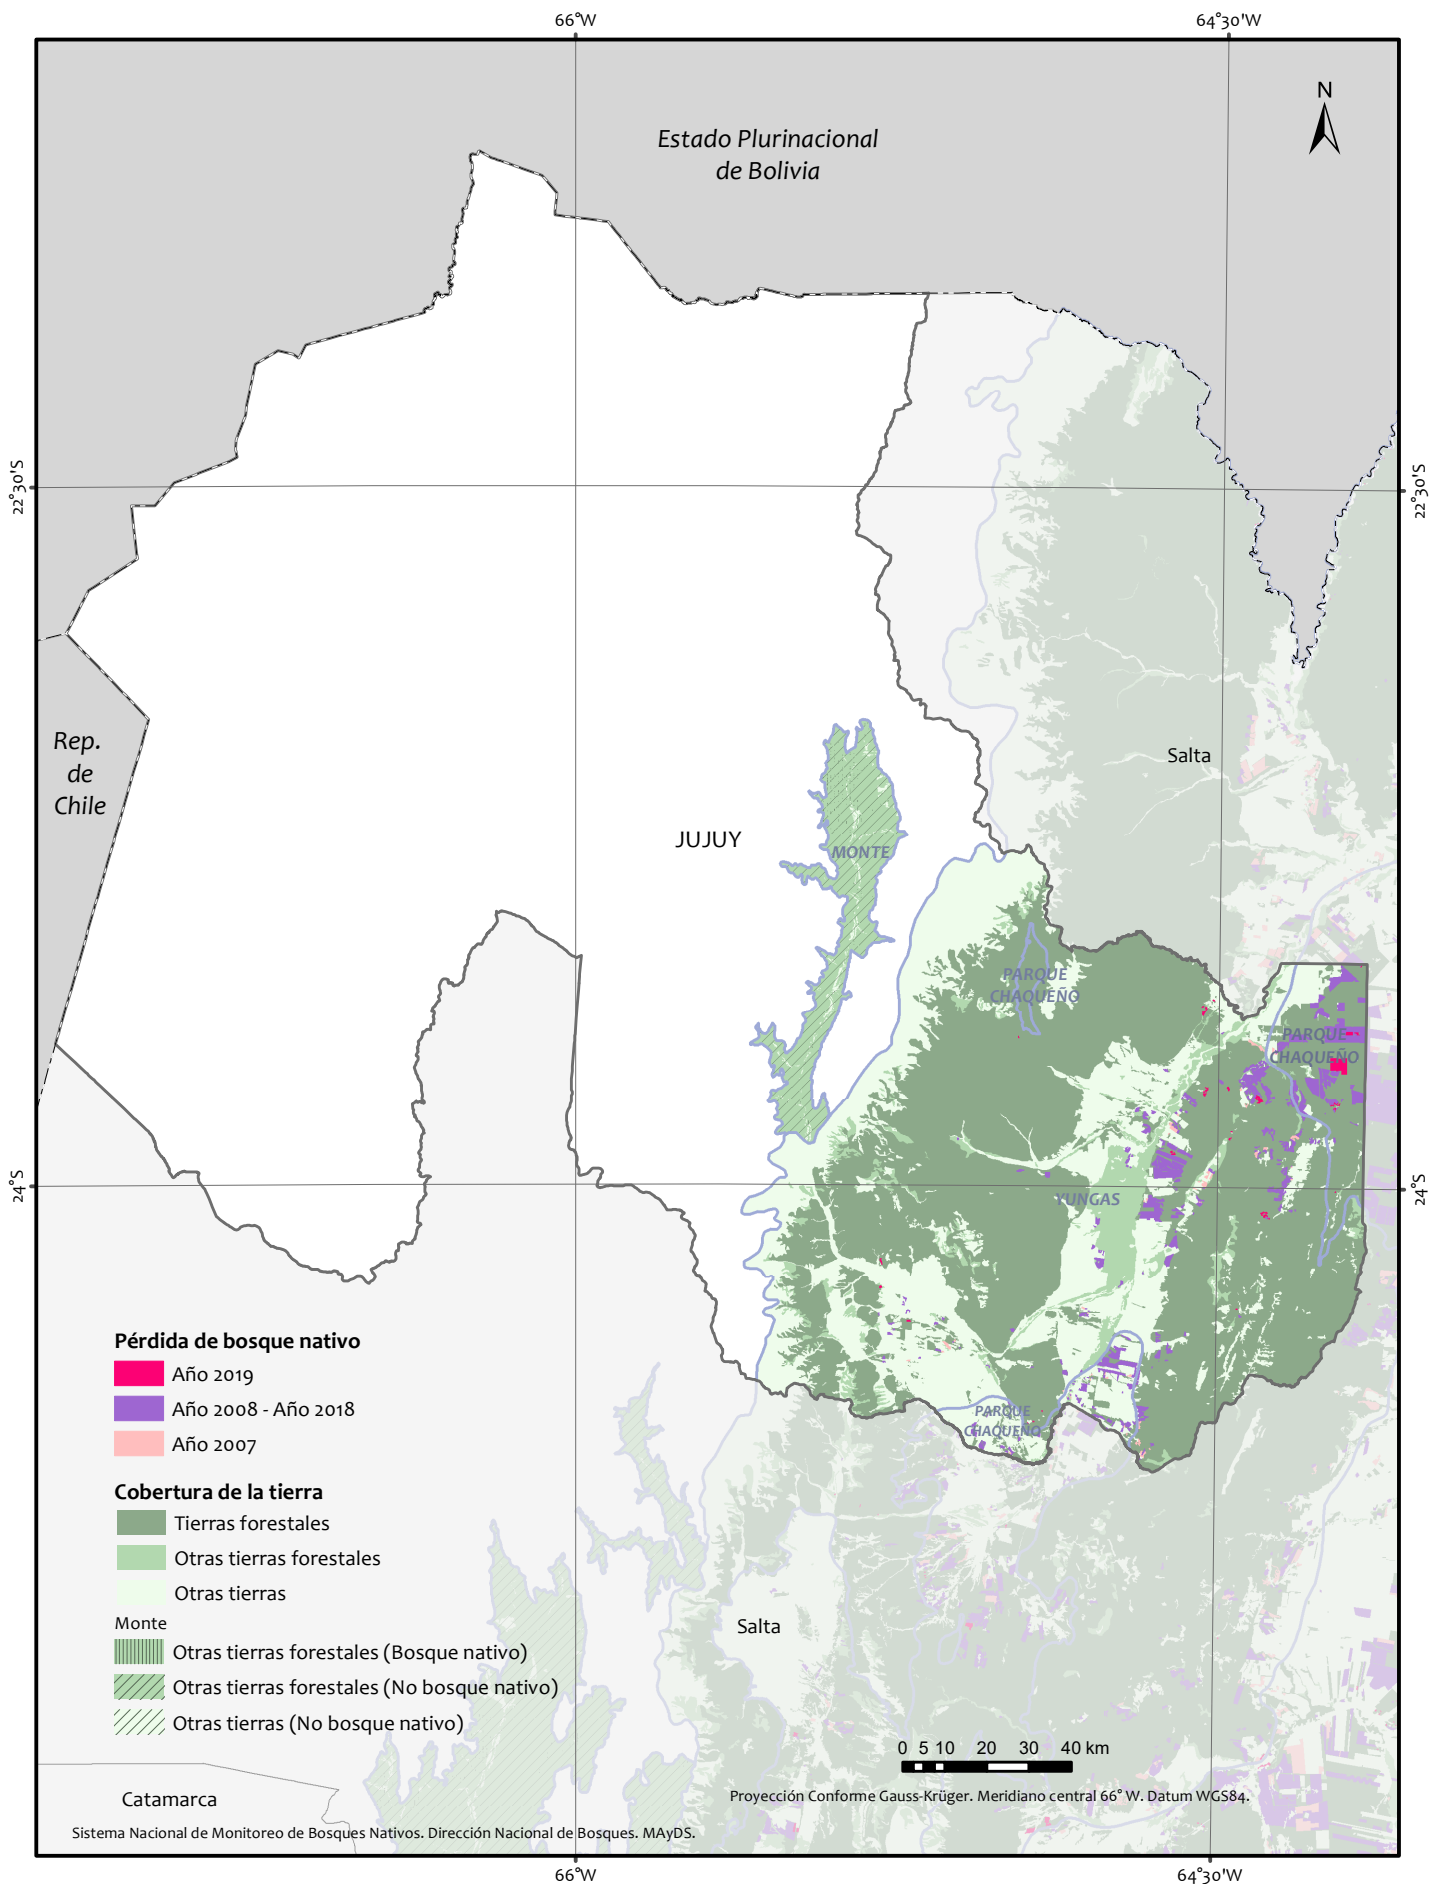 66°W
64°30'W
N
Estado Plurinacional
de Bolivia
22°30'S
22°30'S
Rep.
de
Chile
Salta
JUJUY
MONTE
PARQUE
CHAQUEÑO
PARQUE
CHAQUEÑO
24°S
24°S
YUNGAS
PARQUE
CHAQUEÑO
Pérdida de bosque nativo
Año 2019
Año 2008 - Año 2018
Año 2007
Cobertura de la tierra
Tierras forestales
Otras tierras forestales
Otras tierras
Monte
Otras tierras forestales (Bosque nativo)
Otras tierras forestales (No bosque nativo)
Otras tierras (No bosque nativo)
Salta
0 5 10 20 30 40 km
Proyección Conforme Gauss-Krüger. Meridiano central 66° W. Datum WGS84.
Catamarca
Sistema Nacional de Monitoreo de Bosques Nativos. Dirección Nacional de Bosques. MAyDS.
66°W
64°30'W